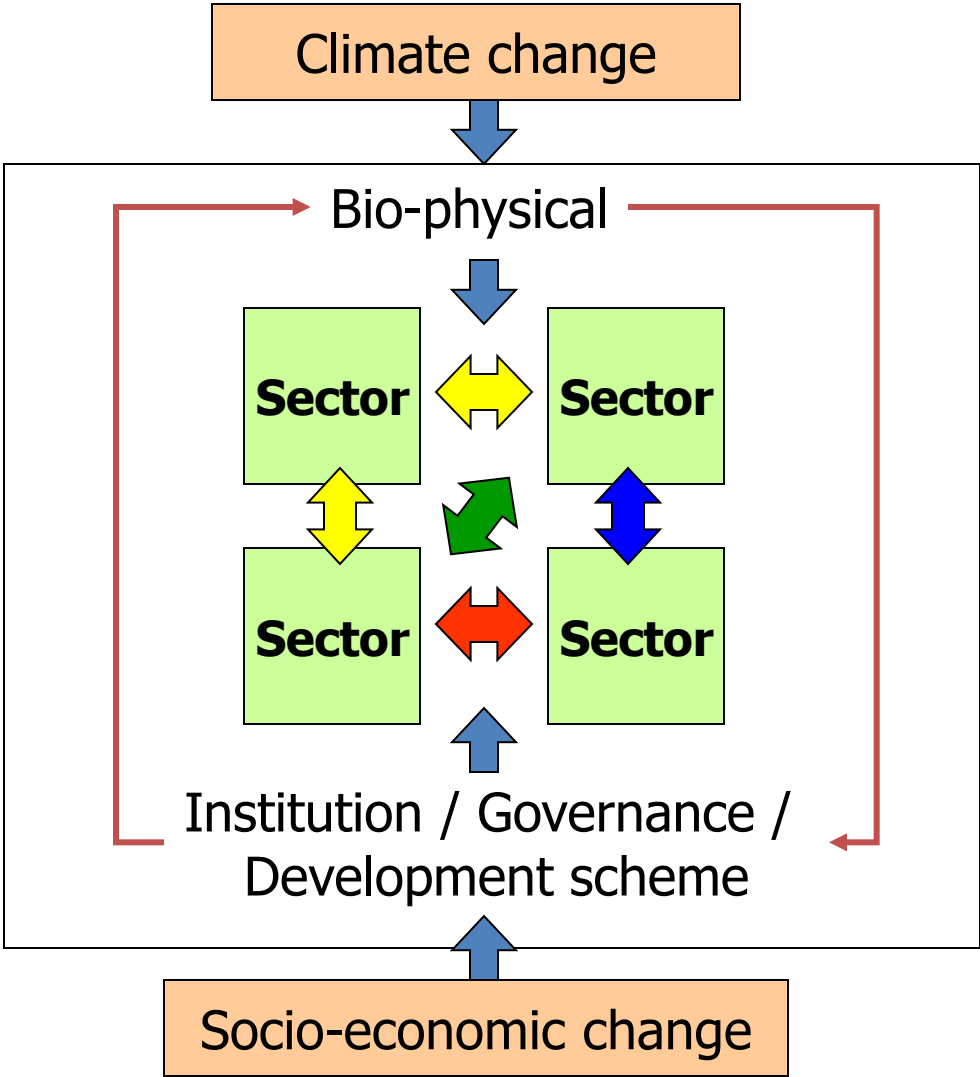 Climate change
Bio-physical
Sector
Sector
Sector
Sector
Institution / Governance /
Development scheme
Socio-economic change